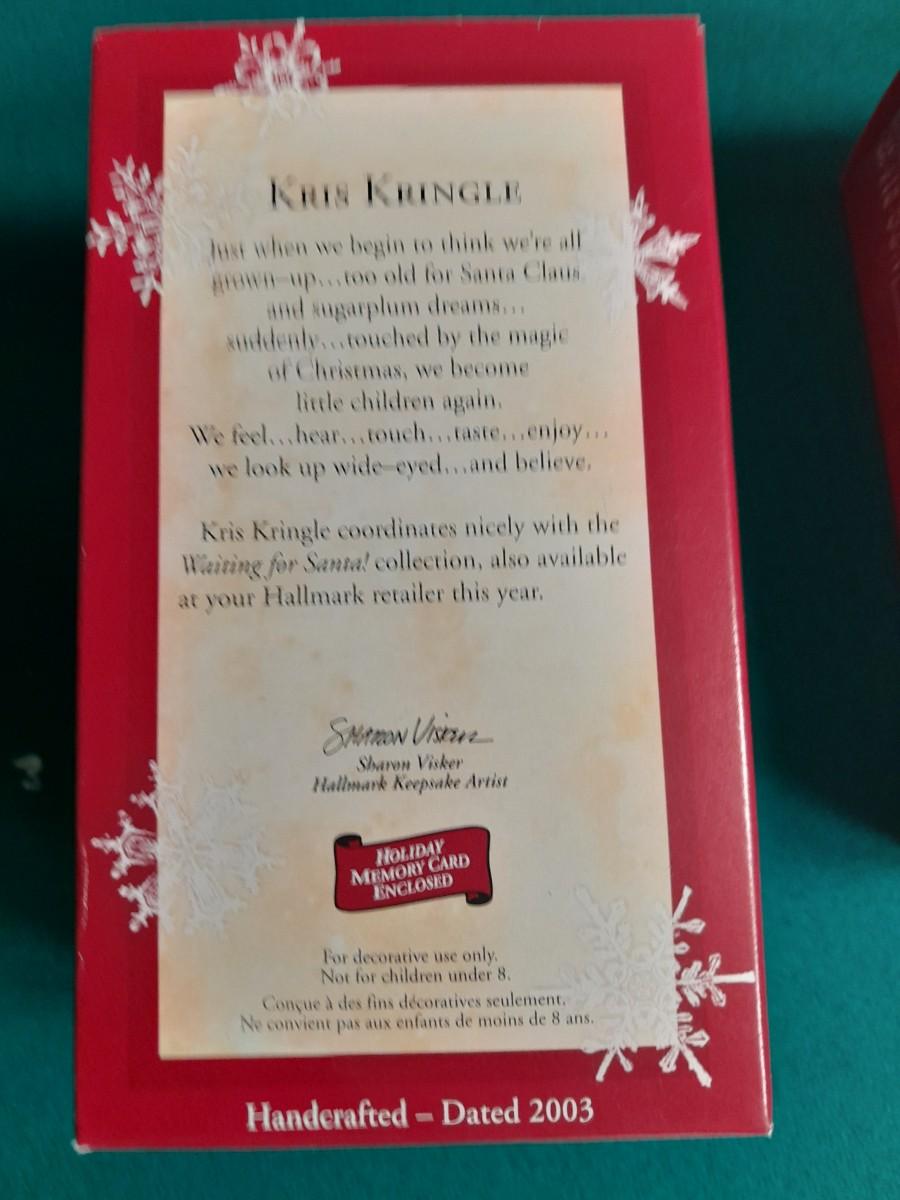 KRIS KRINGLE
Just when we begin to think we're all
grown–up...too old for Santa Claus
and sugarplum dreams...
suddenly...touched by the magic
of Christmas, we become
little children again.
We feel...hear...touch...taste...enjoy...
we look up wide–eyed...and believe.
Kris Kringle coordinates nicely with the
Waiting for Santa! collection, also available
at your Hallmark retailer this year.
SHARON VISKER
Sharon Visker
Hallmark Keepsake Artist
HOLIDAY
MEMORY CARD
ENCLOSED
For decorative use only.
Not for children under 8.
Conçue à des fins décoratives seulement.
Ne convient pas aux enfants de moins de 8 ans.
Handcrafted – Dated 2003